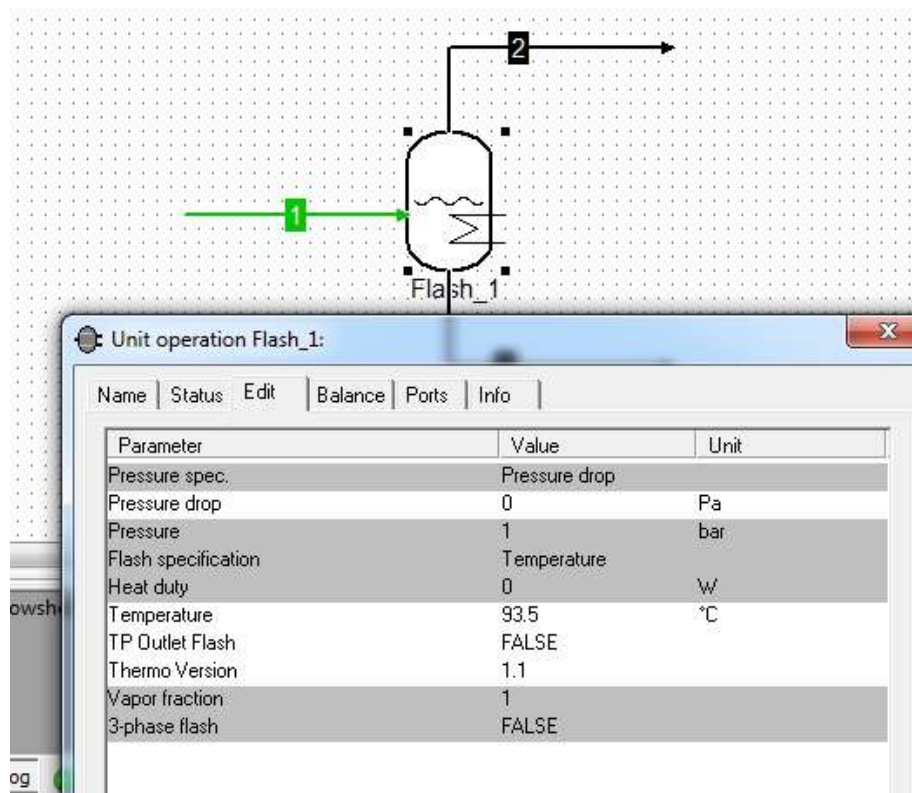 2
1
Flash_1
Unit operation Flash_1:
Name Status Edit Balance Ports Info
Parameter Value Unit
Pressure spec. Pressure drop
Pressure drop 0 Pa
Pressure 1 bar
Flash specification Temperature
Heat duty 0 W
Temperature 93.5 °C
TP Outlet Flash FALSE
Thermo Version 1.1
Vapor fraction 1
3-phase flash FALSE
owsh
og